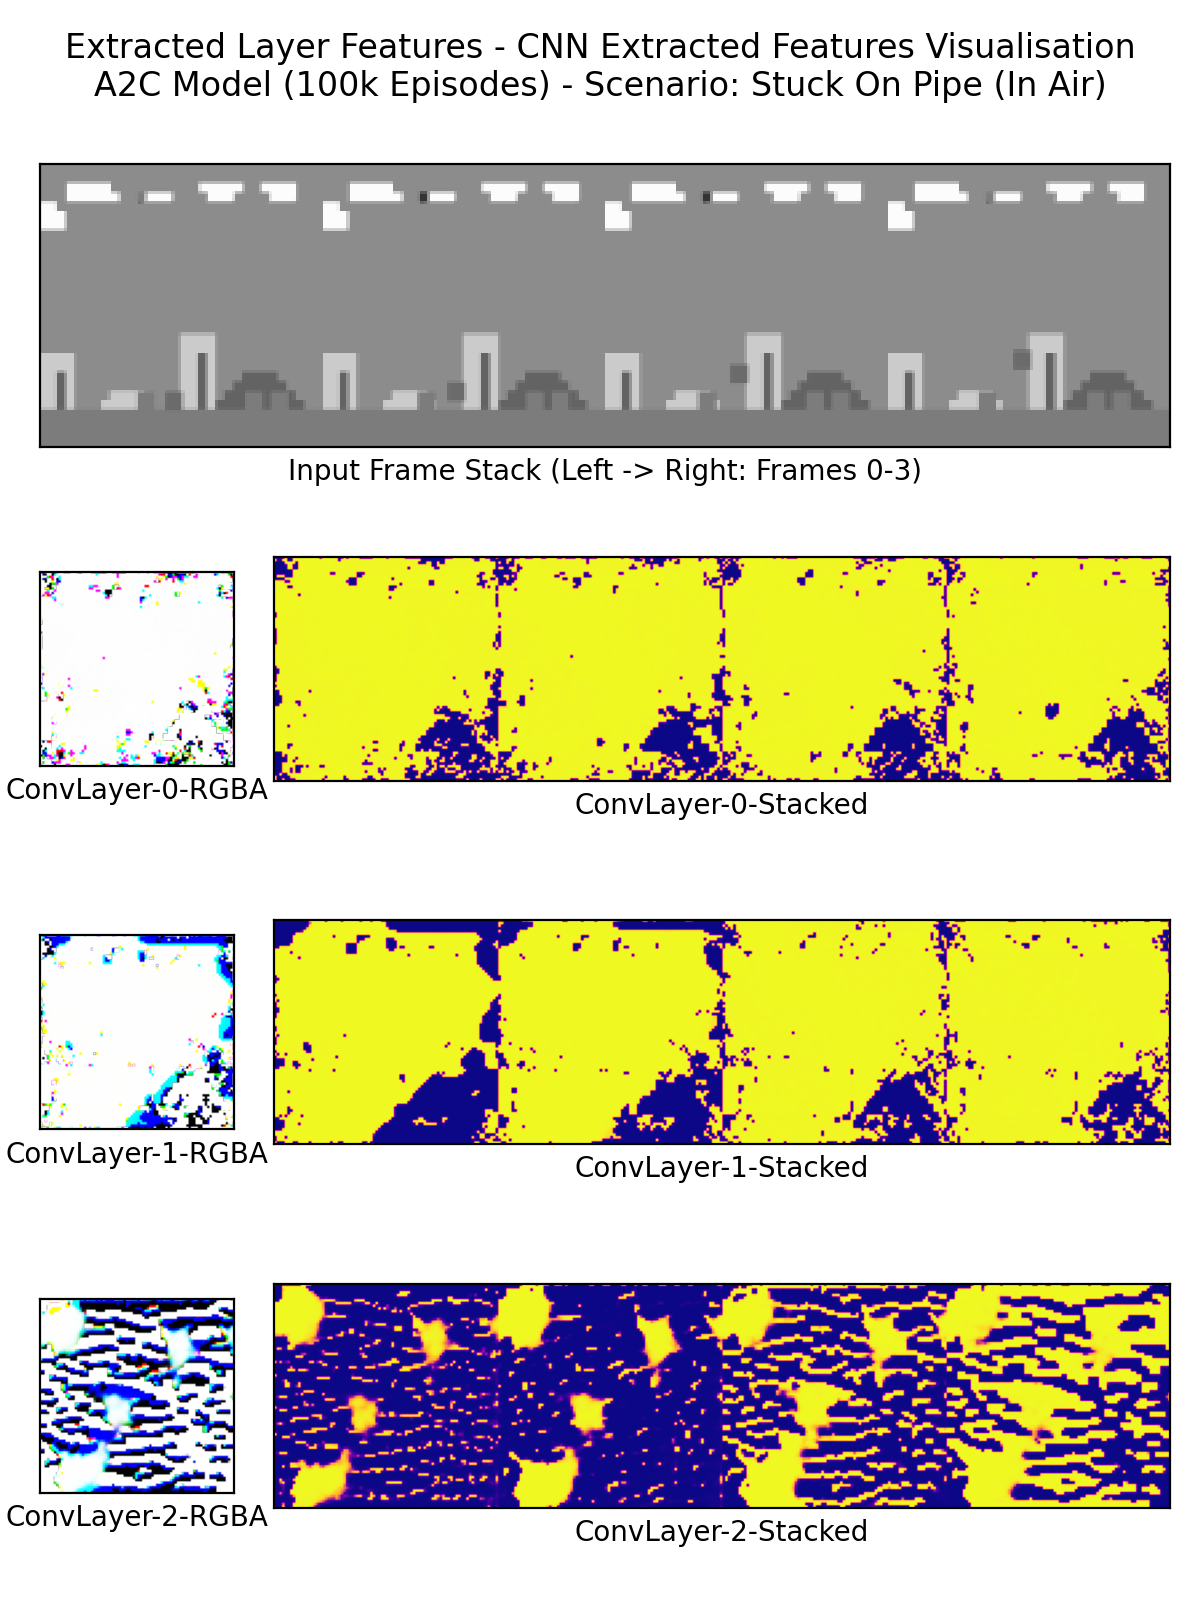 Extracted Layer Features - CNN Extracted Features Visualisation
A2C Model (100k Episodes) - Scenario: Stuck On Pipe (In Air)
Input Frame Stack (Left -> Right: Frames 0-3)
ConvLayer-0-RGBA
ConvLayer-0-Stacked
ConvLayer-1-RGBA
ConvLayer-1-Stacked
ConvLayer-2-RGBA
ConvLayer-2-Stacked